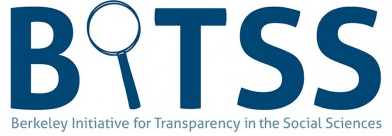 BITSS
Berkeley Initiative for Transparency in the Social Sciences